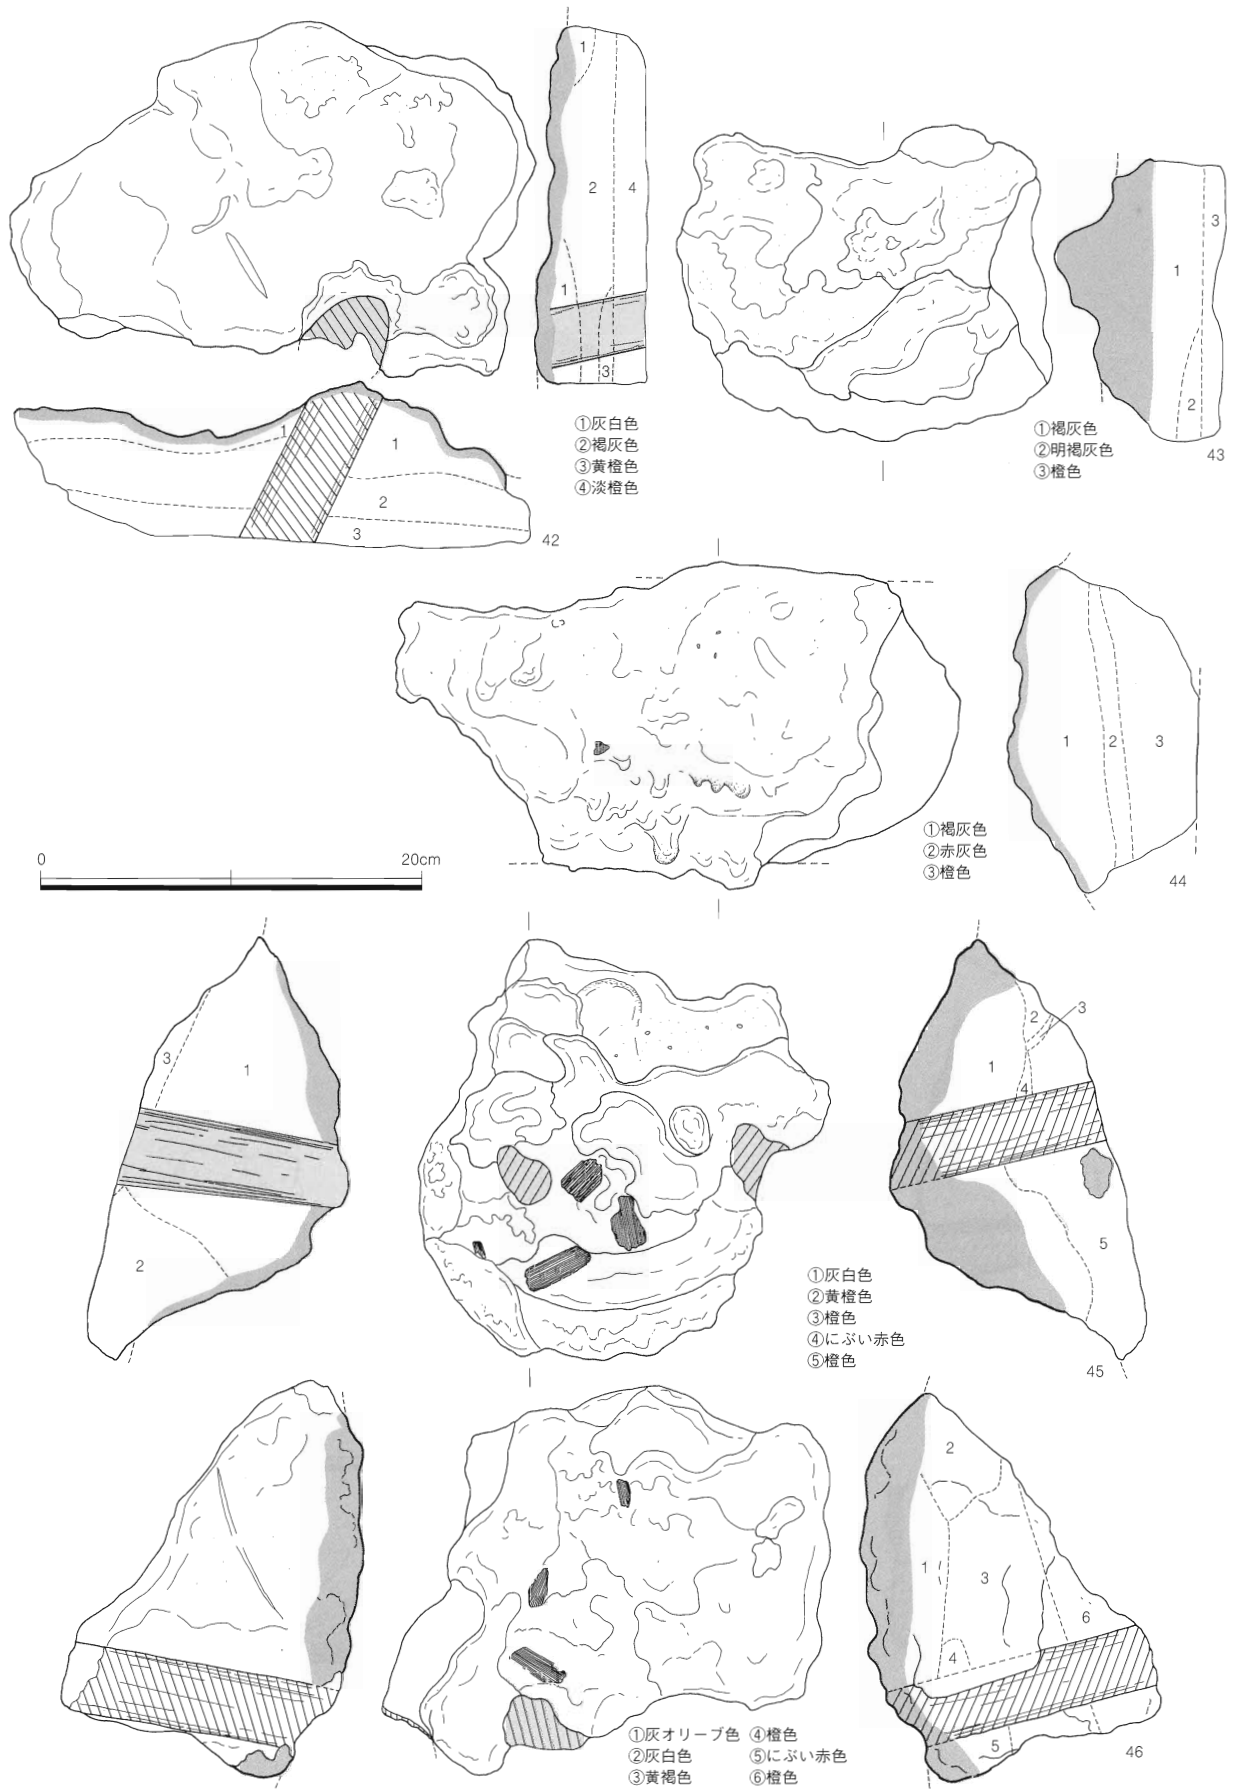 1
2
4
1
3
①灰白色
②褐灰色
③黄橙色
④淡橙色
1
1
2
3
42
3
1
2
①褐灰色
②明褐灰色
③橙色
43
1
2
3
①褐灰色
②赤灰色
③橙色
44
0
20cm
3
1
2
2
3
1
4
5
①灰白色
②黄橙色
③橙色
④にぶい赤色
⑤橙色
45
2
1
3
6
4
5
①灰オリーブ色 ④橙色
②灰白色 ⑤にぶい赤色
③黄褐色 ⑥橙色
46